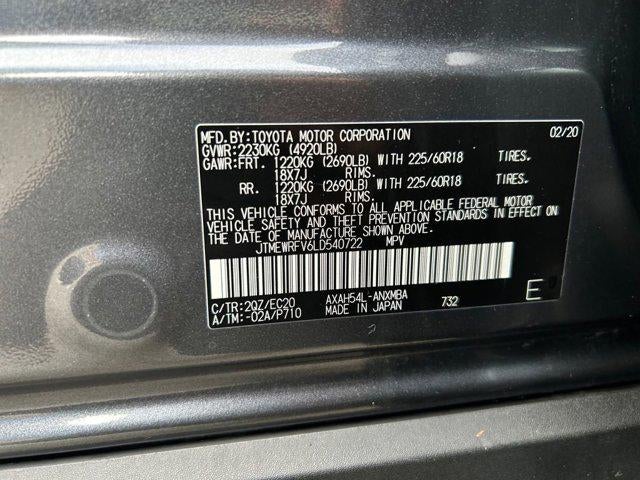 MFD.BY:TOYOTA MOTOR CORPORATION 02/20
GVWR:2230KG (4920LB)
GAWR:FRT. 1220KG (2690LB) WITH 225/60R18 TIRES.
18X7J RIMS.
RR. 1220KG (2690LB) WITH 225/60R18 TIRES.
18X7J RIMS.
THIS VEHICLE CONFORMS TO ALL APPLICABLE FEDERAL MOTOR
VEHICLE SAFETY AND THEFT PREVENTION STANDARDS IN EFFECT ON
THE DATE OF MANUFACTURE SHOWN ABOVE.
JTMEWRFV6LD540722 MPV
C/TR:2QZ/EC20 AXAH54L-ANXMBA 732 E
A/TM:-02A/P710 MADE IN JAPAN